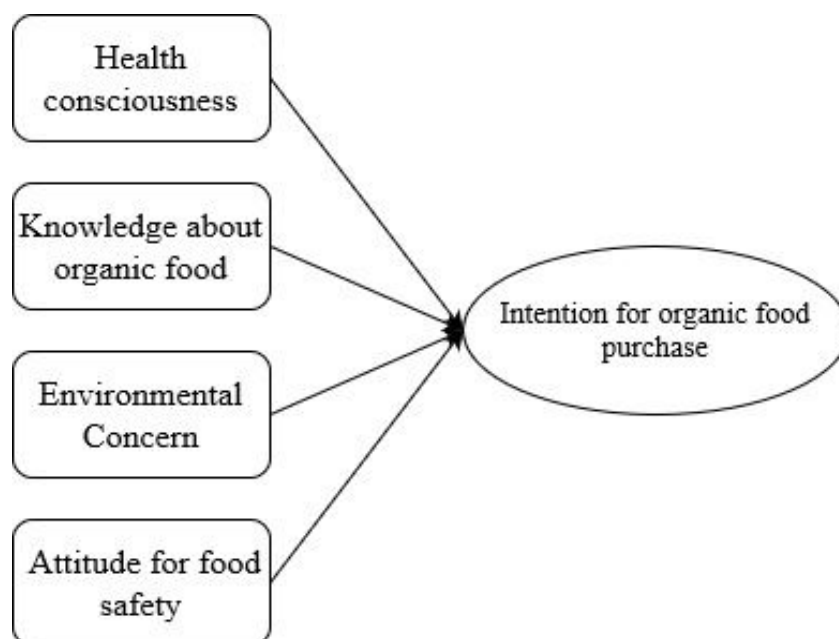 Health
consciousness
Knowledge about
organic food
Environmental
Concern
Attitude for food
safety
Intention for organic food
purchase